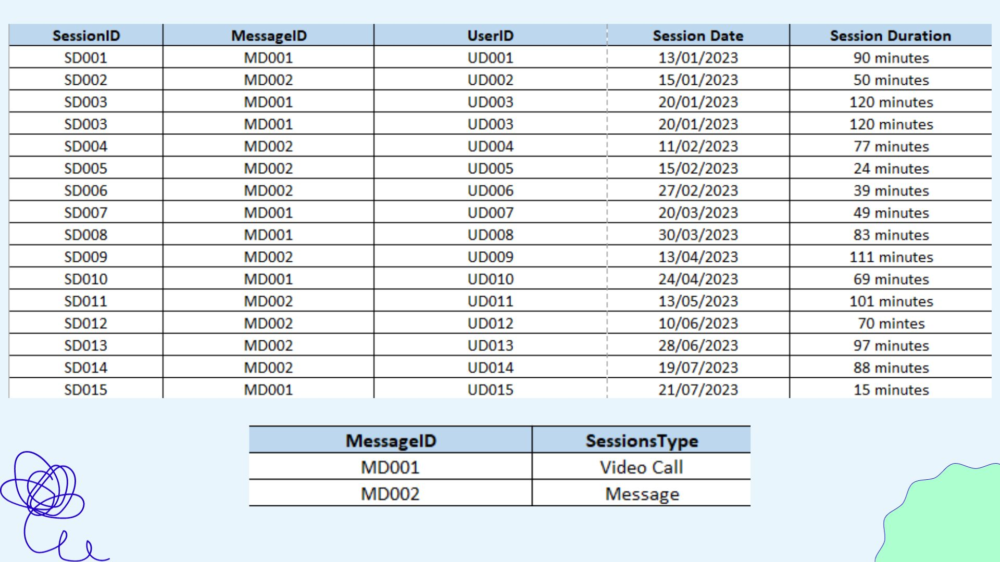 SessionID MessageID UserID Session Date Session Duration
SD001 MD001 UD001 13/01/2023 90 minutes
SD002 MD002 UD002 15/01/2023 50 minutes
SD003 MD001 UD003 20/01/2023 120 minutes
SD003 MD001 UD003 20/01/2023 120 minutes
SD004 MD002 UD004 11/02/2023 77 minutes
SD005 MD002 UD005 15/02/2023 24 minutes
SD006 MD002 UD006 27/02/2023 39 minutes
SD007 MD001 UD007 20/03/2023 49 minutes
SD008 MD001 UD008 30/03/2023 83 minutes
SD009 MD002 UD009 13/04/2023 111 minutes
SD010 MD001 UD010 24/04/2023 69 minutes
SD011 MD002 UD011 13/05/2023 101 minutes
SD012 MD002 UD012 10/06/2023 70 mintes
SD013 MD002 UD013 28/06/2023 97 minutes
SD014 MD002 UD014 19/07/2023 88 minutes
SD015 MD001 UD015 21/07/2023 15 minutes
MessageID SessionsType
MD001 Video Call
MD002 Message